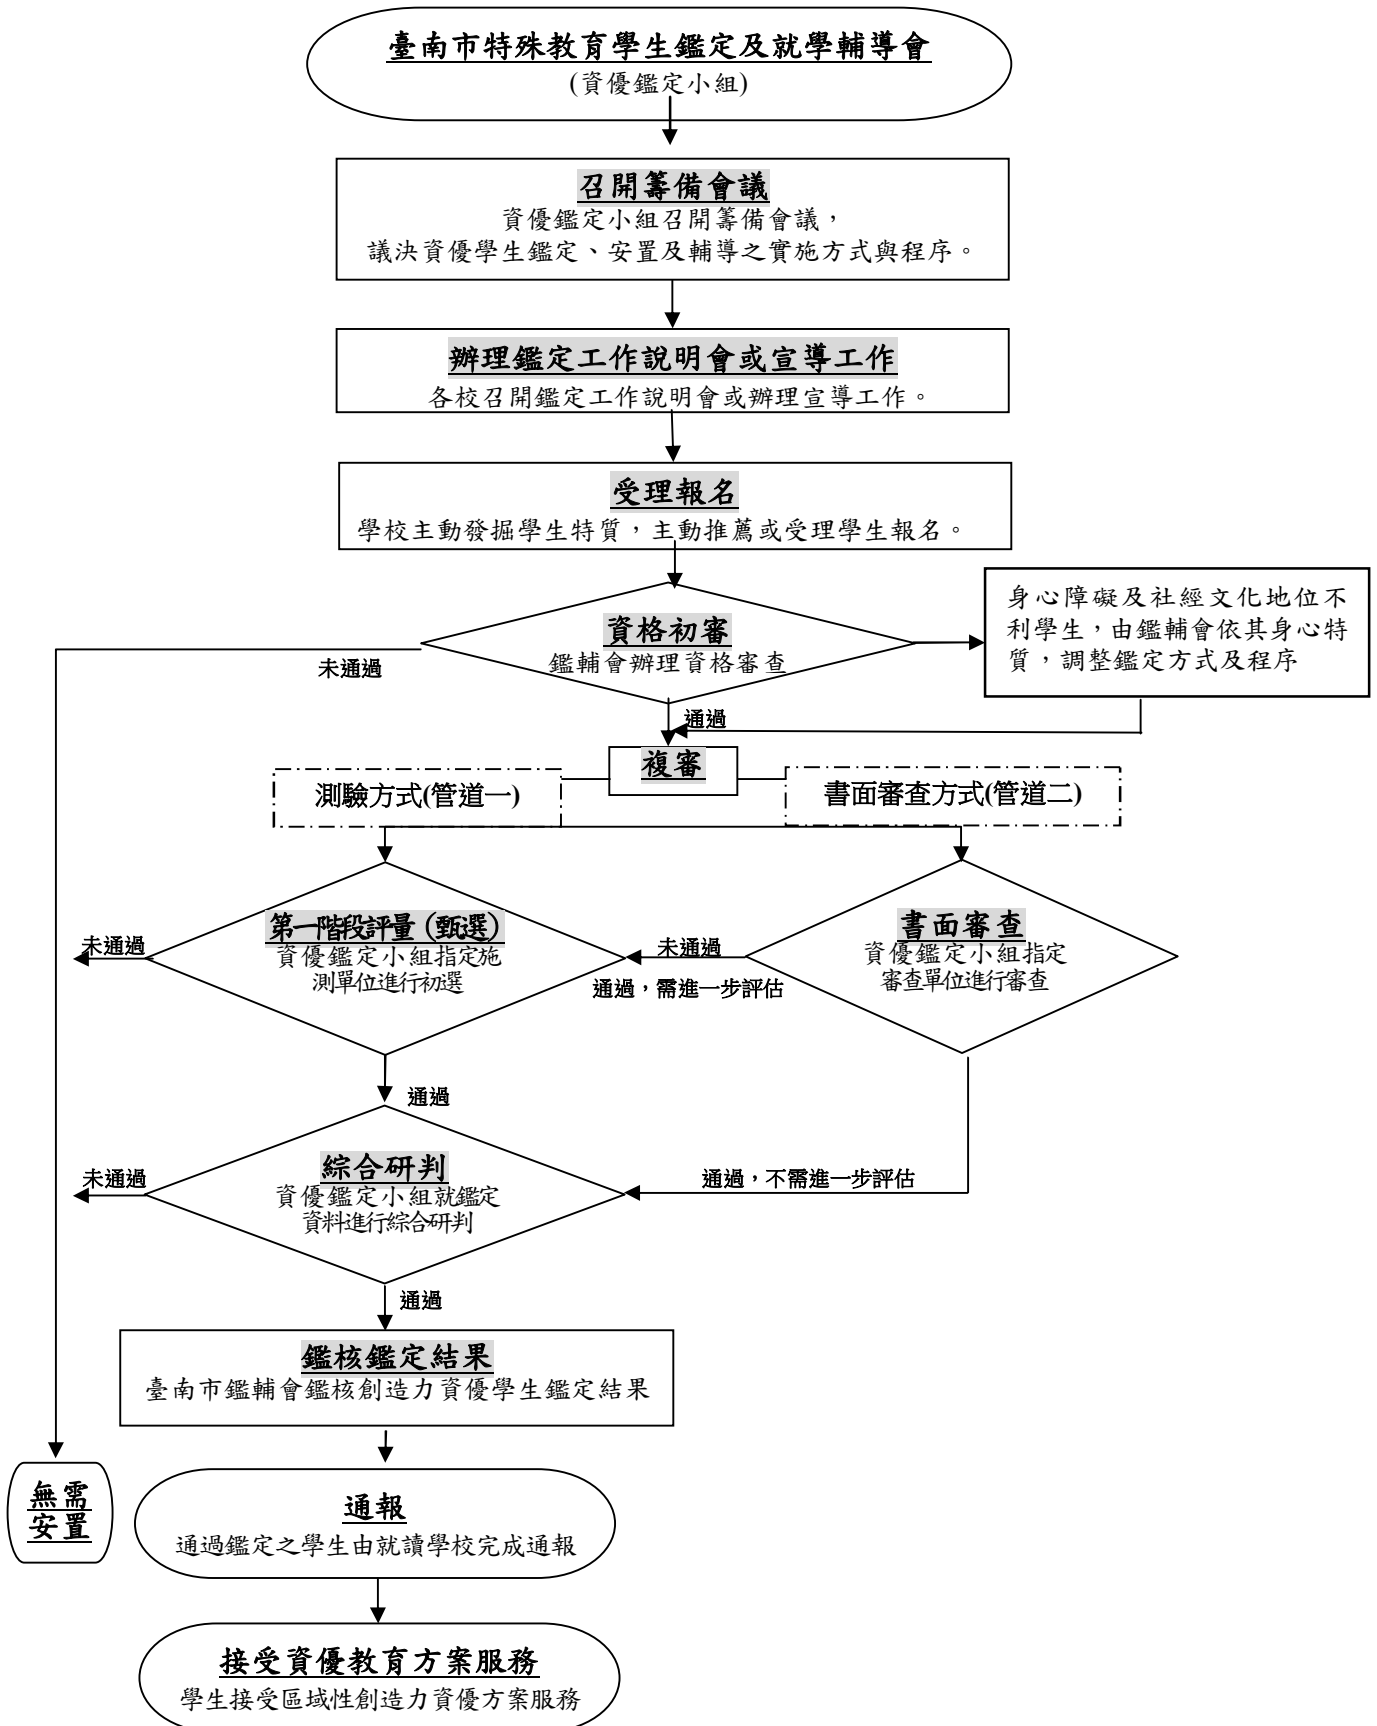 臺南市特殊教育學生鑑定及就學輔導會
(資優鑑定小組)
召開籌備會議
資優鑑定小組召開籌備會議，
議決資優學生鑑定、安置及輔導之實施方式與程序。
辦理鑑定工作說明會或宣導工作
各校召開鑑定工作說明會或辦理宣導工作。
受理報名
學校主動發掘學生特質，主動推薦或受理學生報名。
資格初審
鑑輔會辦理資格審查
身心障礙及社經文化地位不
利學生，由鑑輔會依其身心特
質，調整鑑定方式及程序
未通過
通過
複審
測驗方式(管道一)
書面審查方式(管道二)
第一階段評量（甄選）
資優鑑定小組指定施
測單位進行初選
未通過
未通過
通過，需進一步評估
書面審查
資優鑑定小組指定
審查單位進行審查
通過
綜合研判
資優鑑定小組就鑑定
資料進行綜合研判
未通過
通過，不需進一步評估
通過
鑑核鑑定結果
臺南市鑑輔會鑑核創造力資優學生鑑定結果
無需
安置
通報
通過鑑定之學生由就讀學校完成通報
接受資優教育方案服務
學生接受區域性創造力資優方案服務